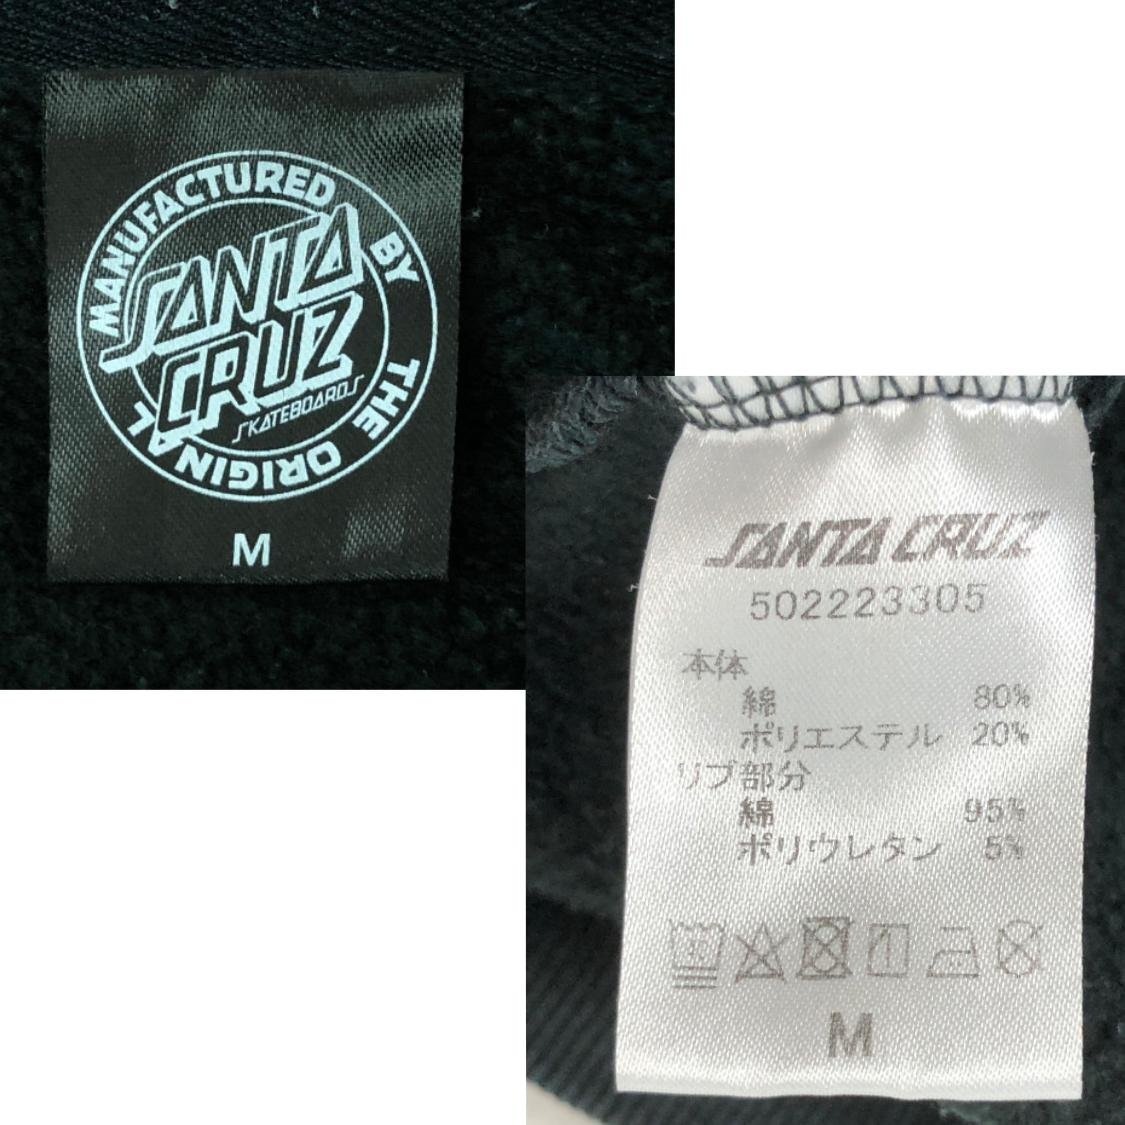 MANUFACTURED BY
SANTA
CRUZ
SKATEBOARDS
THE ORIGINAL
M
SANTA CRUZ
502223305
本体
綿 80%
ポリエステル 20%
リブ部分
綿 95%
ポリウレタン 5%
M